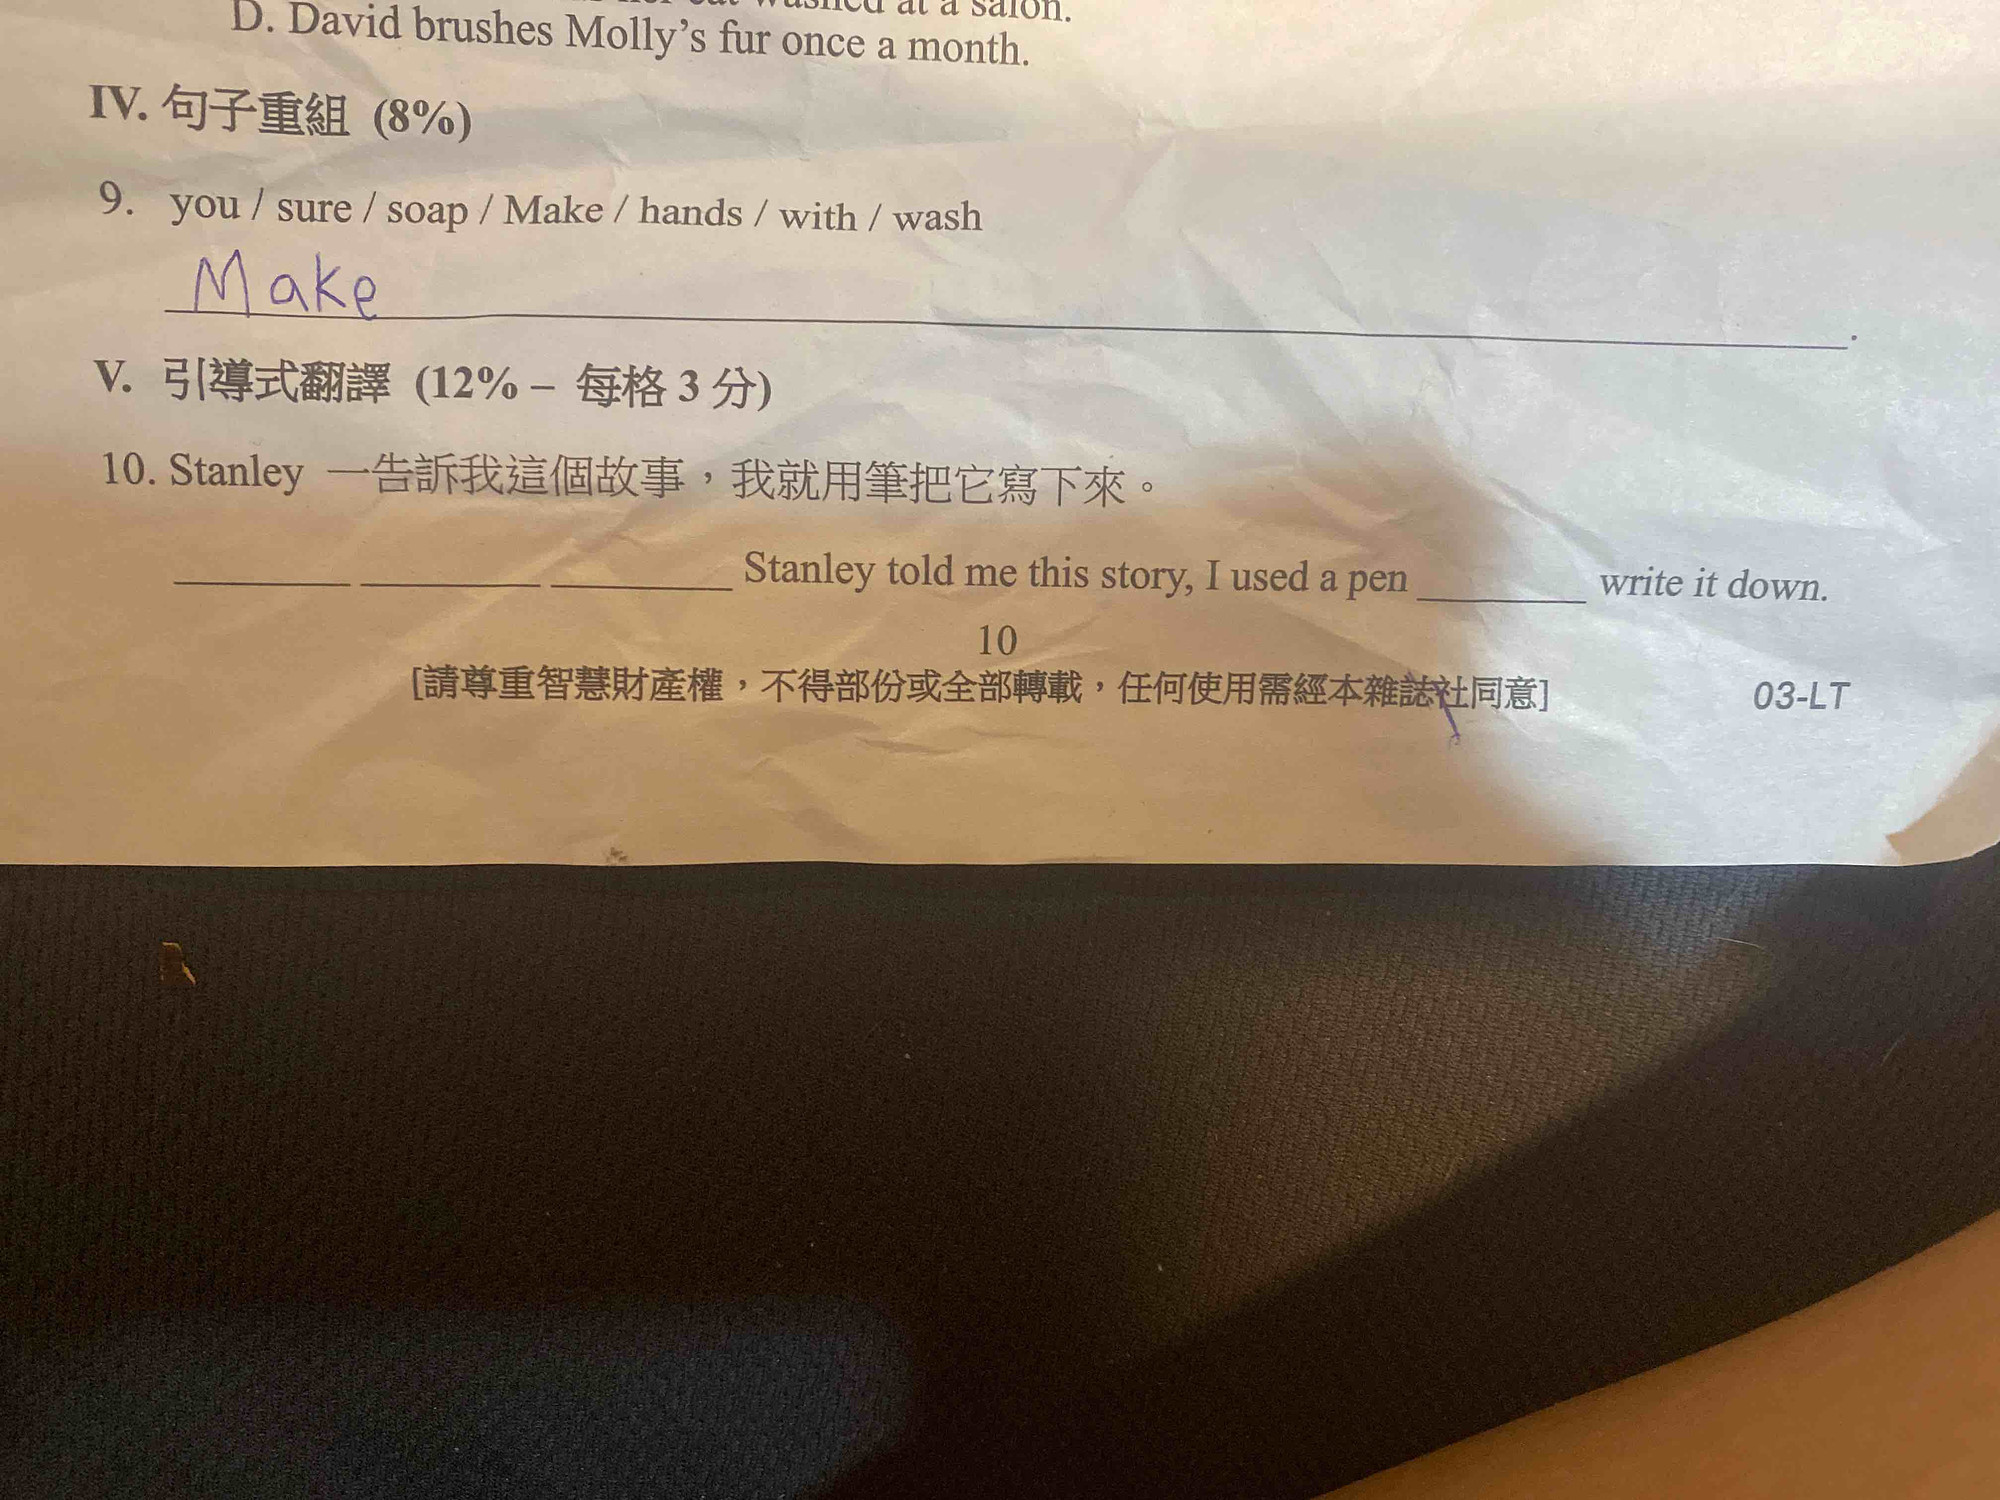 washed at a salon.
D. David brushes Molly's fur once a month.
IV. 句子重組 (8%)
9. you / sure / soap / Make / hands / with / wash
Make
V. 引導式翻譯 (12% – 每格 3 分)
10. Stanley 一告訴我這個故事，我就用筆把它寫下來。
Stanley told me this story, I used a pen write it down.
10
[請尊重智慧財產權，不得部份或全部轉載，任何使用需經本雜誌社同意]
03-LT